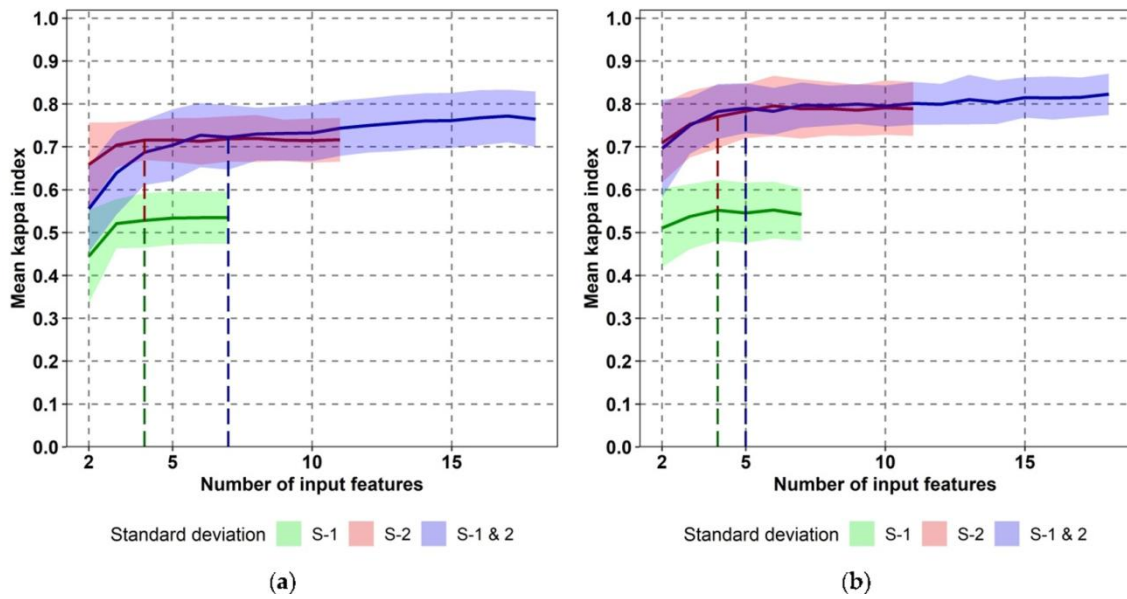 1.0
0.9
0.8
0.7
0.6
0.5
0.4
0.3
0.2
0.1
0.0
Mean kappa index
2 5 10 15
Number of input features
Standard deviation S-1 S-2 S-1 & 2
(a)
1.0
0.9
0.8
0.7
0.6
0.5
0.4
0.3
0.2
0.1
0.0
Mean kappa index
2 5 10 15
Number of input features
Standard deviation S-1 S-2 S-1 & 2
(b)